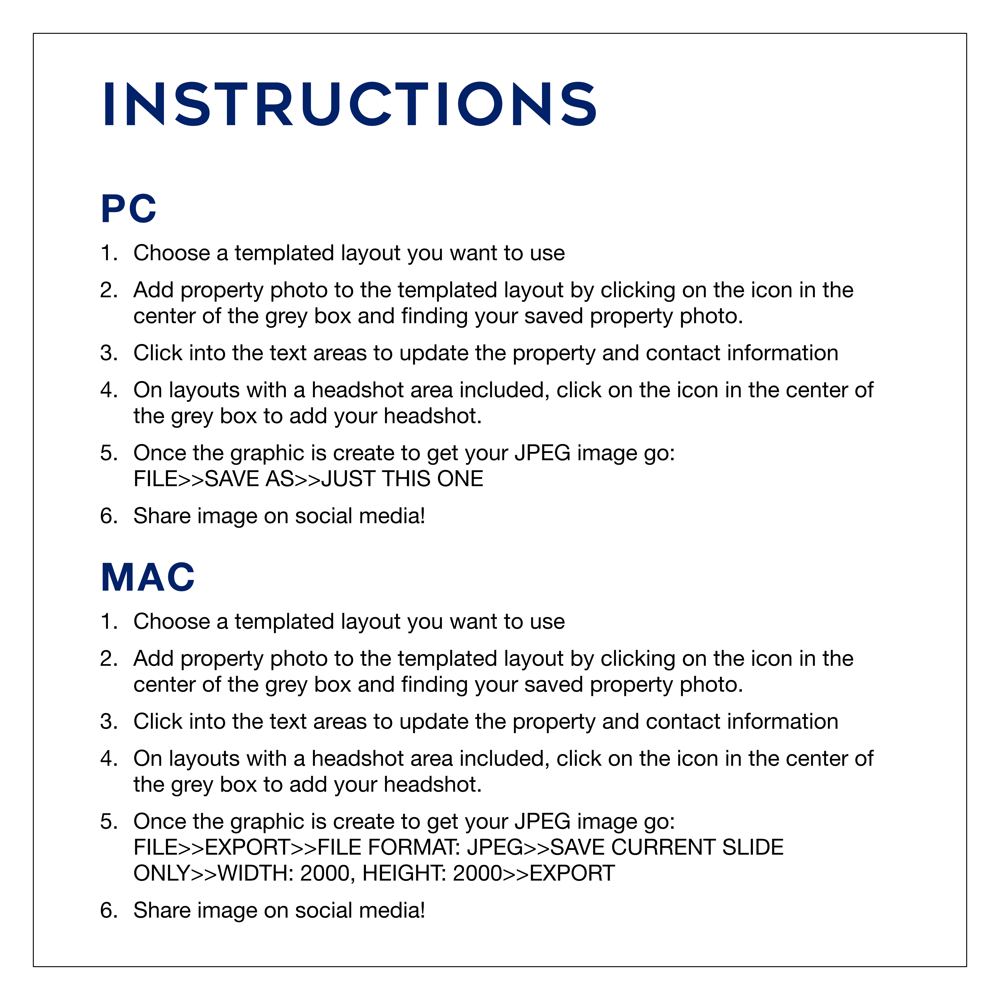 INSTRUCTIONS
PC
1. Choose a templated layout you want to use
2. Add property photo to the templated layout by clicking on the icon in the
center of the grey box and finding your saved property photo.
3. Click into the text areas to update the property and contact information
4. On layouts with a headshot area included, click on the icon in the center of
the grey box to add your headshot.
5. Once the graphic is create to get your JPEG image go:
FILE>>SAVE AS>>JUST THIS ONE
6. Share image on social media!
MAC
1. Choose a templated layout you want to use
2. Add property photo to the templated layout by clicking on the icon in the
center of the grey box and finding your saved property photo.
3. Click into the text areas to update the property and contact information
4. On layouts with a headshot area included, click on the icon in the center of
the grey box to add your headshot.
5. Once the graphic is create to get your JPEG image go:
FILE>>EXPORT>>FILE FORMAT: JPEG>>SAVE CURRENT SLIDE
ONLY>>WIDTH: 2000, HEIGHT: 2000>>EXPORT
6. Share image on social media!